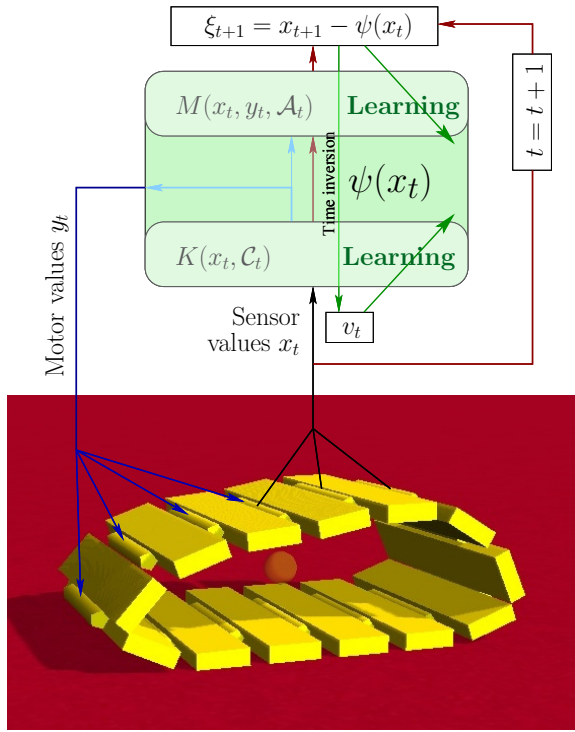 ξ_{t+1} = x_{t+1} − ψ(x_t)
M(x_t, y_t, 𝒜_t)
Learning
t = t + 1
Time inversion
ψ(x_t)
K(x_t, 𝒞_t)
Learning
Motor values y_t
Sensor
values x_t
v_t